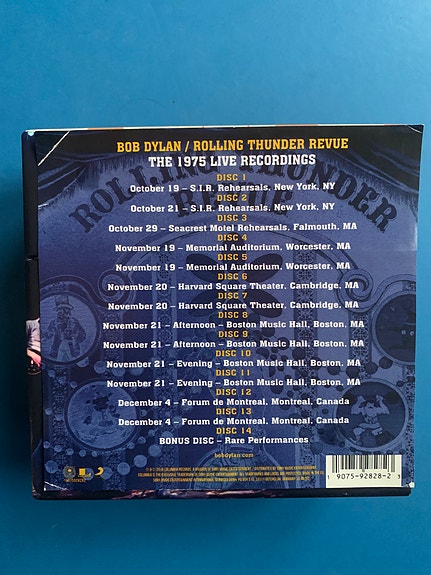 BOB DYLAN / ROLLING THUNDER REVUE
THE 1975 LIVE RECORDINGS
ROLLING THUNDER
DISC 1
October 19 – S.I.R. Rehearsals, New York, NY
DISC 2
October 21 – S.I.R. Rehearsals, New York, NY
DISC 3
October 29 – Seacrest Motel Rehearsals, Falmouth, MA
DISC 4
November 19 – Memorial Auditorium, Worcester, MA
DISC 5
November 19 – Memorial Auditorium, Worcester, MA
DISC 6
November 20 – Harvard Square Theater, Cambridge, MA
DISC 7
November 20 – Harvard Square Theater, Cambridge, MA
DISC 8
November 21 – Afternoon – Boston Music Hall, Boston, MA
DISC 9
November 21 – Afternoon – Boston Music Hall, Boston, MA
DISC 10
November 21 – Evening – Boston Music Hall, Boston, MA
DISC 11
November 21 – Evening – Boston Music Hall, Boston, MA
DISC 12
December 4 – Forum de Montreal, Montreal, Canada
DISC 13
December 4 – Forum de Montreal, Montreal, Canada
DISC 14
BONUS DISC – Rare Performances
bobdylan.com
1 9075-92828-2 3